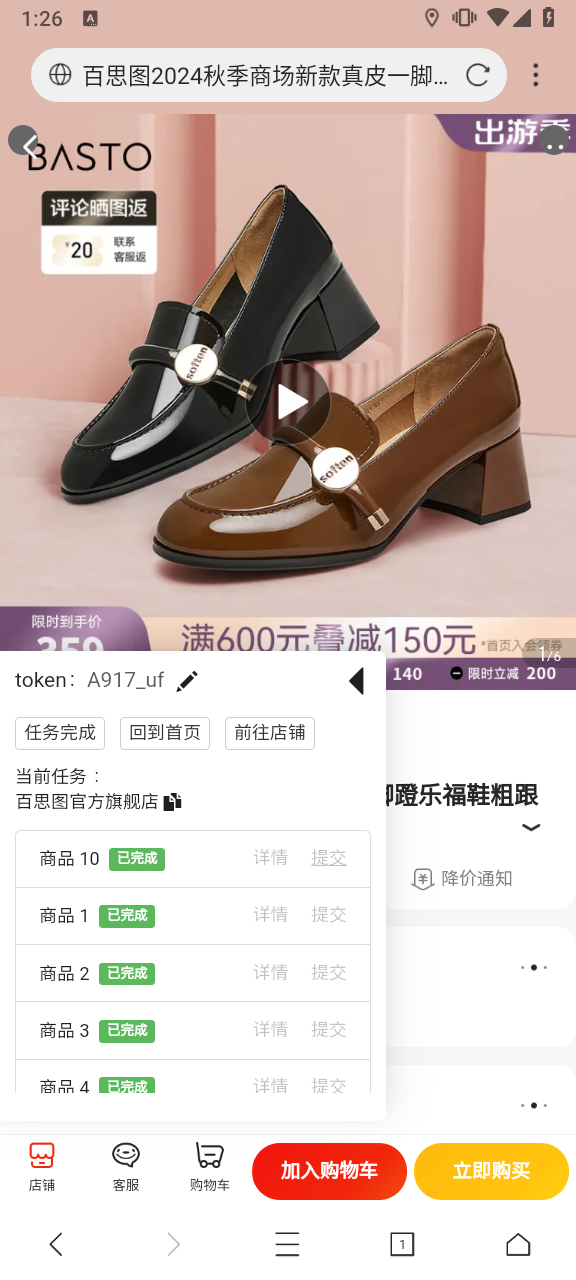 1:26
A
百思图2024秋季商场新款真皮一脚…
出游季
BASTO
评论晒图返
¥20 联系客服返
soften
soften
限时到手价
359
满600元叠减150元 *首页入会领券
1/6
140 限时立减 200
token: A917_uf
任务完成 回到首页 前往店铺
当前任务：
百思图官方旗舰店
脚蹬乐福鞋粗跟
降价通知
商品 10 已完成 详情 提交
商品 1 已完成 详情 提交
商品 2 已完成 详情 提交
商品 3 已完成 详情 提交
商品 4 已完成 详情 提交
店铺 客服 购物车 加入购物车 立即购买
1